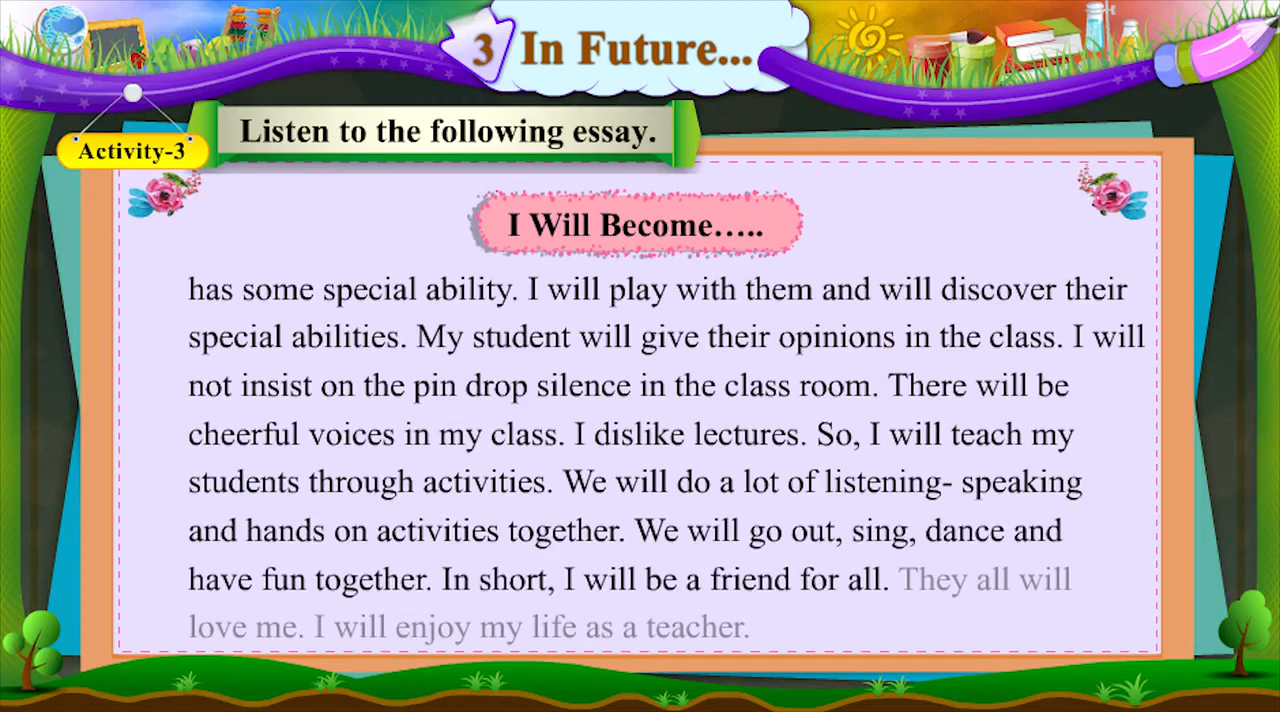 3 In Future...
Listen to the following essay.
Activity-3
I Will Become.....
has some special ability. I will play with them and will discover their
special abilities. My student will give their opinions in the class. I will
not insist on the pin drop silence in the class room. There will be
cheerful voices in my class. I dislike lectures. So, I will teach my
students through activities. We will do a lot of listening- speaking
and hands on activities together. We will go out, sing, dance and
have fun together. In short, I will be a friend for all. They all will
love me. I will enjoy my life as a teacher.